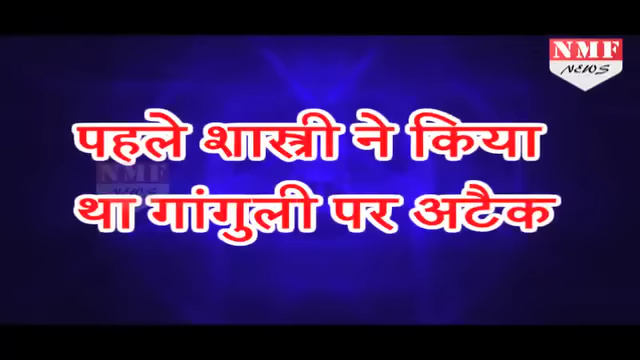 NMF
NEWS
पहले शास्त्री ने किया
था गांगुली पर अटैक